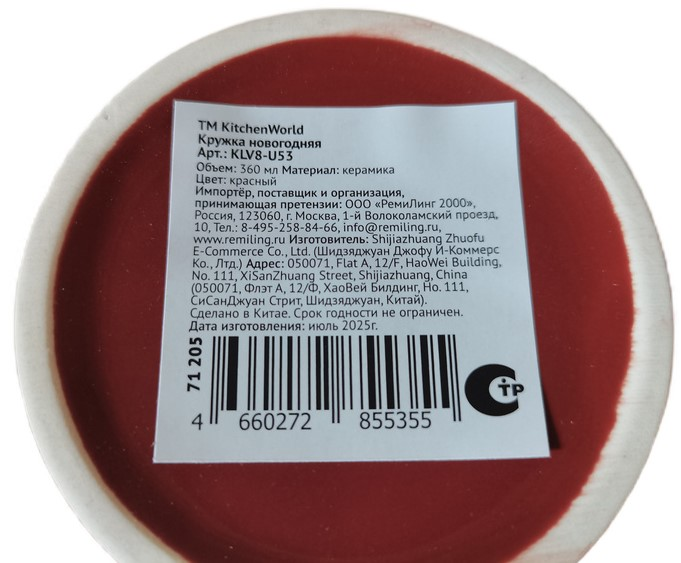 TM KitchenWorld
Кружка новогодняя
Арт.: KLV8-U53
Объем: 360 мл Материал: керамика
Цвет: красный
Импортёр, поставщик и организация,
принимающая претензии: ООО «РемиЛинг 2000»,
Россия, 123060, г. Москва, 1-й Волоколамский проезд,
10, Тел.: 8-495-258-84-66, info@remiling.ru,
www.remiling.ru Изготовитель: Shijiazhuang Zhuofu
E-Commerce Co., Ltd. (Шидзяджуан Джофу И-Коммерс
Ко., Лтд.) Адрес: 050071, Flat A, 12/F, HaoWei Building,
No. 111, XiSanZhuang Street, Shijiazhuang, China
(050071, Флэт А, 12/Ф, ХаоВей Билдинг, Но. 111,
СиСанДжуан Стрит, Шидзяджуан, Китай).
Сделано в Китае. Срок годности не ограничен.
Дата изготовления: июль 2025г.
71 205
4 660272 855355
СТР